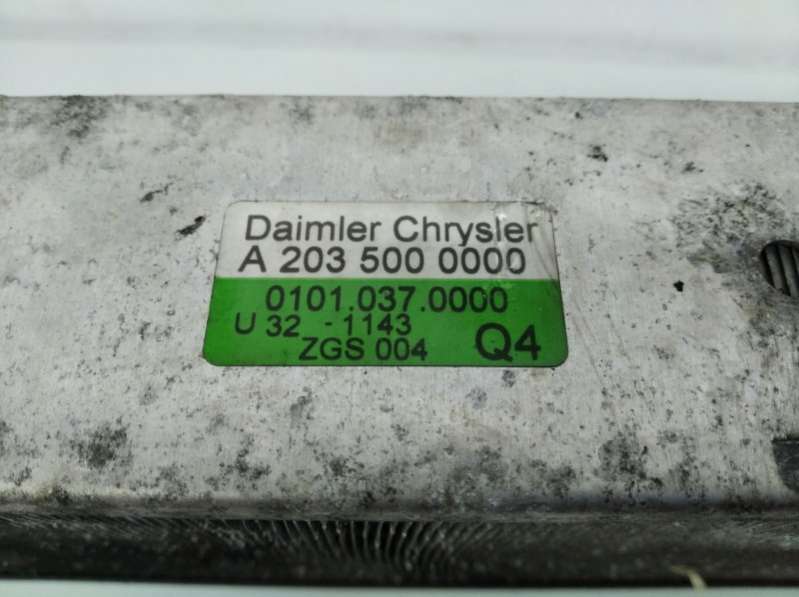 Daimler Chrysler
A 203 500 0000
0101.037.0000
U 32 - 1143
ZGS 004 Q4